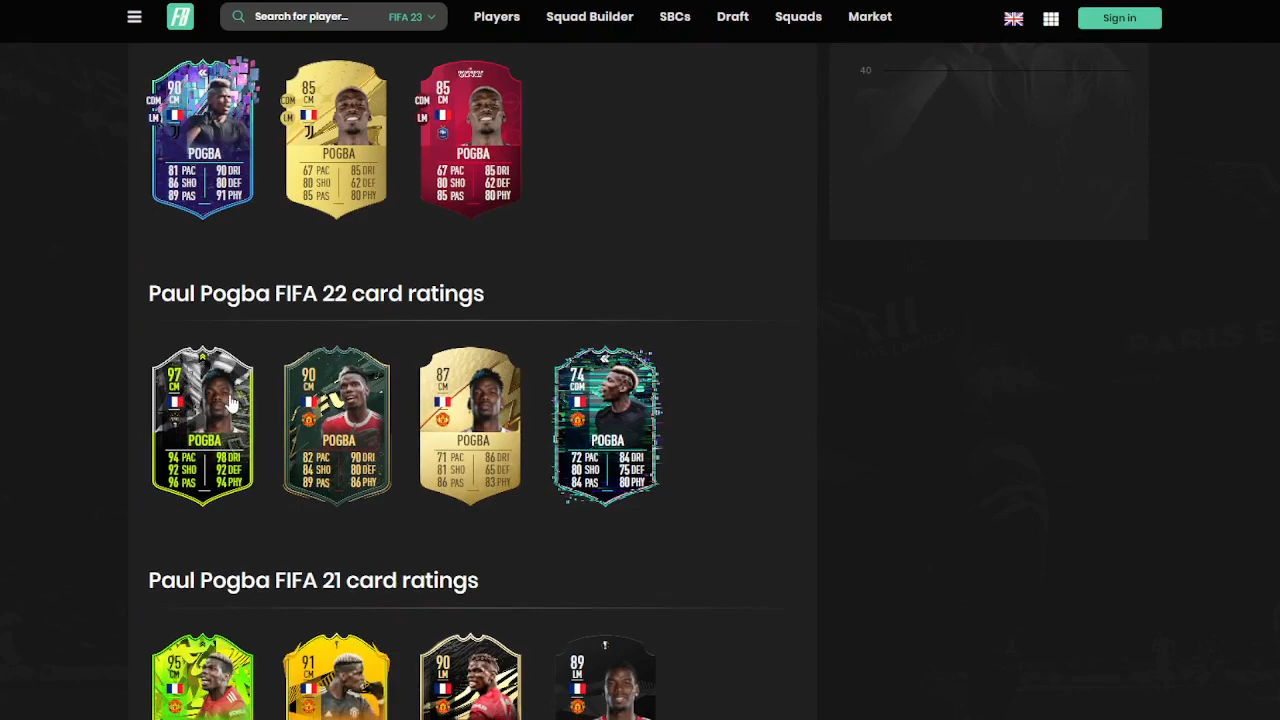 FB Search for player... FIFA 23 Players Squad Builder SBCs Draft Squads Market Sign in
40
90 CM CDM LM POGBA
81 PAC 90 DRI
86 SHO 80 DEF
89 PAS 91 PHY
85 CM CDM LM POGBA
67 PAC 85 DRI
80 SHO 62 DEF
85 PAS 80 PHY
85 CM CDM LM POGBA
67 PAC 85 DRI
80 SHO 62 DEF
85 PAS 80 PHY
Paul Pogba FIFA 22 card ratings
97 CM POGBA
94 PAC 98 DRI
92 SHO 92 DEF
96 PAS 94 PHY
90 CM POGBA
82 PAC 90 DRI
84 SHO 80 DEF
89 PAS 86 PHY
87 CM POGBA
71 PAC 86 DRI
81 SHO 65 DEF
86 PAS 83 PHY
74 CDM POGBA
72 PAC 84 DRI
80 SHO 75 DEF
84 PAS 80 PHY
Paul Pogba FIFA 21 card ratings
95 CM
91 CM
90 LM
89 LM